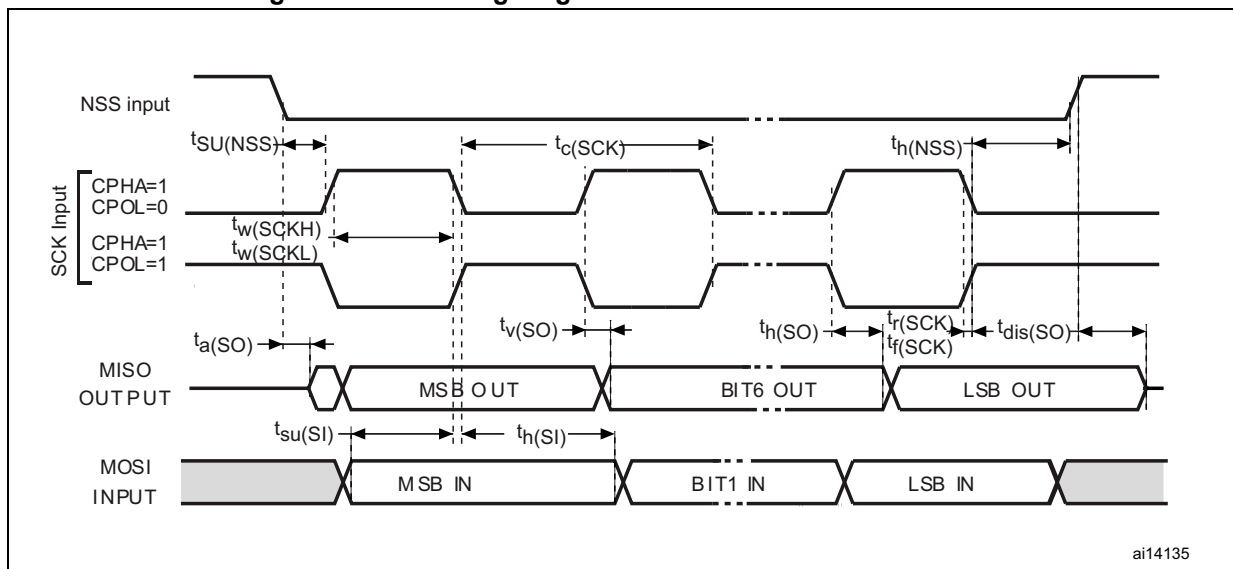 NSS input
tSU(NSS)
tc(SCK)
th(NSS)
SCK Input
CPHA=1
CPOL=0
CPHA=1
CPOL=1
tw(SCKH)
tw(SCKL)
ta(SO)
tv(SO)
th(SO)
tr(SCK)
tf(SCK)
tdis(SO)
MISO
OUTPUT
MSB OUT
BIT6 OUT
LSB OUT
tsu(SI)
th(SI)
MOSI
INPUT
MSB IN
BIT1 IN
LSB IN
ai14135